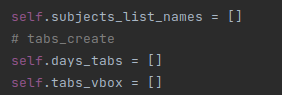 self.subjects_list_names = []
# tabs_create
self.days_tabs = []
self.tabs_vbox = []